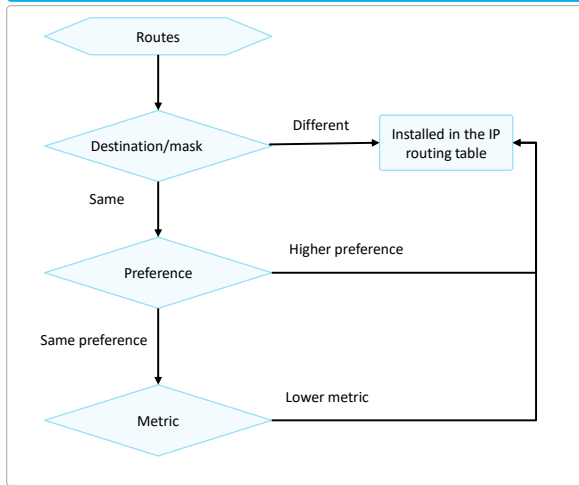 Routes
Different
Destination/mask
Installed in the IP
routing table
Same
Higher preference
Preference
Same preference
Lower metric
Metric